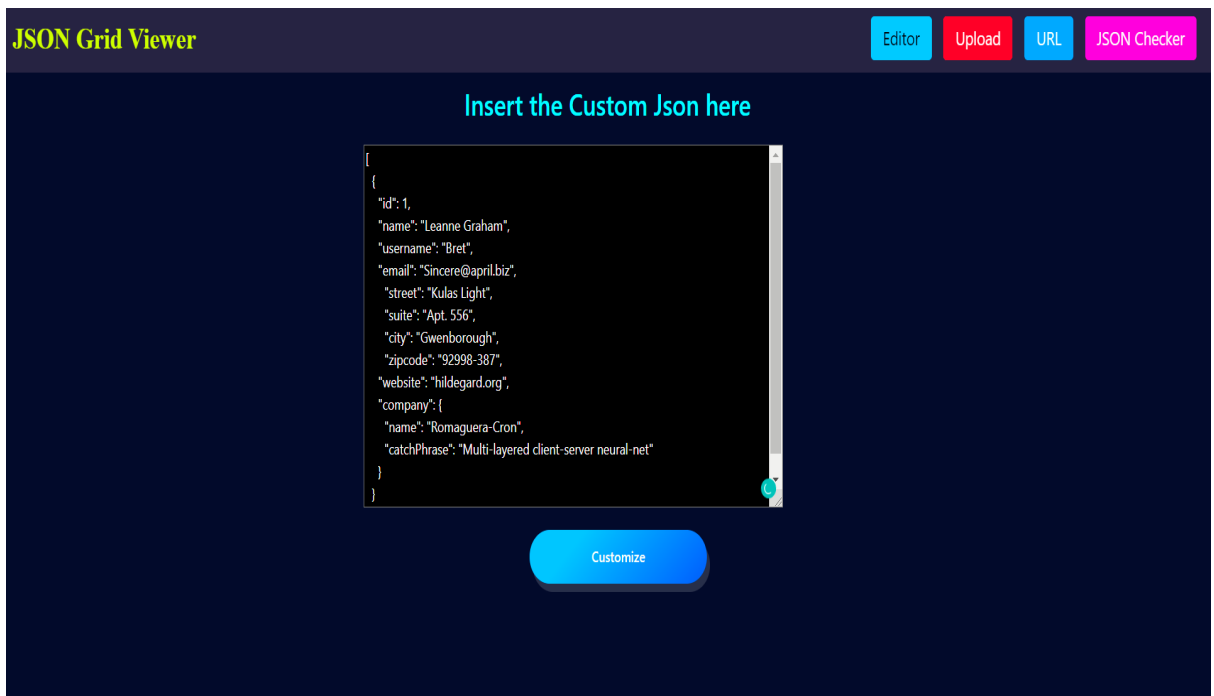 JSON Grid Viewer
Editor
Upload
URL
JSON Checker
Insert the Custom Json here
[
{
"id": 1,
"name": "Leanne Graham",
"username": "Bret",
"email": "Sincere@april.biz",
"street": "Kulas Light",
"suite": "Apt. 556",
"city": "Gwenborough",
"zipcode": "92998-387",
"website": "hildegard.org",
"company": {
"name": "Romaguera-Cron",
"catchPhrase": "Multi-layered client-server neural-net"
}
}
Customize